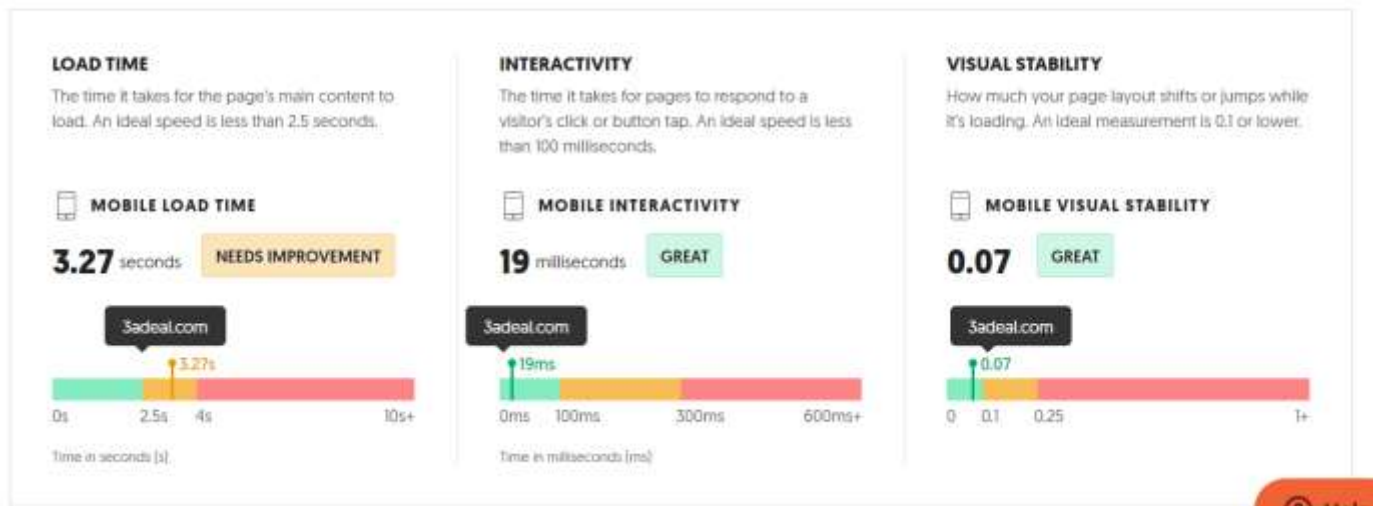 LOAD TIME
The time it takes for the page's main content to
load. An ideal speed is less than 2.5 seconds.
MOBILE LOAD TIME
3.27 seconds NEEDS IMPROVEMENT
3adeal.com
3.27s
0s 2.5s 4s 10s+
Time in seconds (s)
INTERACTIVITY
The time it takes for pages to respond to a
visitor's click or button tap. An ideal speed is less
than 100 milliseconds.
MOBILE INTERACTIVITY
19 milliseconds GREAT
3adeal.com
19ms
0ms 100ms 300ms 600ms+
Time in milliseconds (ms)
VISUAL STABILITY
How much your page layout shifts or jumps while
it's loading. An ideal measurement is 0.1 or lower.
MOBILE VISUAL STABILITY
0.07 GREAT
3adeal.com
0.07
0 0.1 0.25 1+